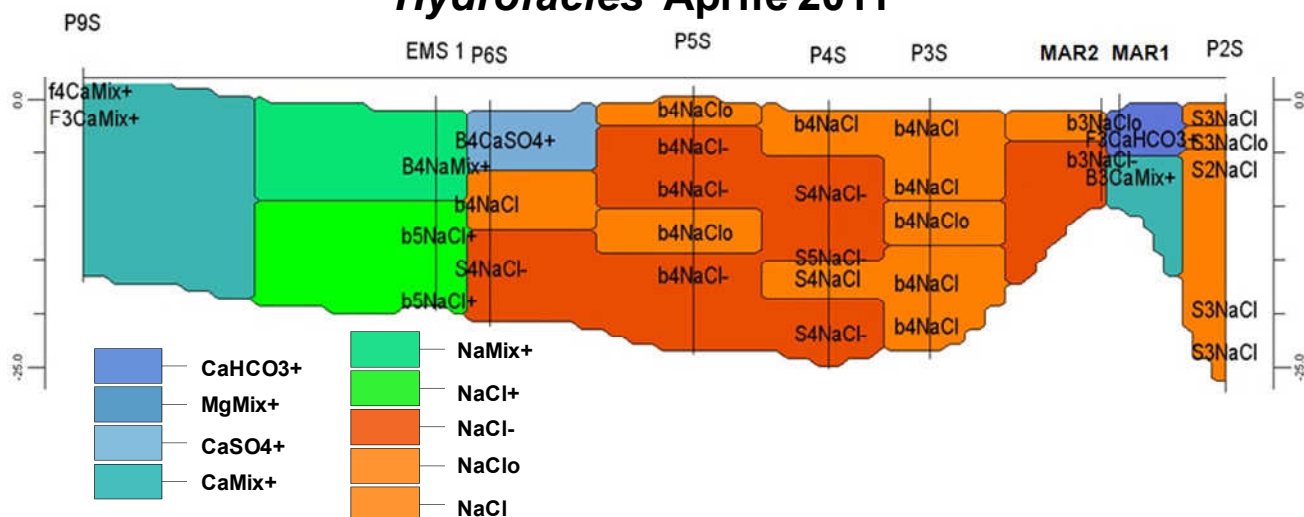 Hydrofacies Aprile 2011
P9S
EMS 1
P6S
P5S
P4S
P3S
MAR2
MAR1
P2S
0.0
-25.0
f4CaMix+
F3CaMix+
B4NaMix+
b5NaCl+
b5NaCl+
B4CaSO4+
b4NaCl
S4NaCl-
b4NaClo
b4NaCl-
b4NaCl-
b4NaClo
b4NaCl-
b4NaCl
S4NaCl-
S5NaCl-
S4NaCl
S4NaCl-
b4NaCl
b4NaCl
b4NaClo
b4NaCl
b4NaCl
b3NaClo
b3NaCl-
F3CaHCO3+
B3CaMix+
S3NaCl
S3NaClo
S2NaCl
S3NaCl
S3NaCl
0.0
-25.0
CaHCO3+
MgMix+
CaSO4+
CaMix+
NaMix+
NaCl+
NaCl-
NaClo
NaCl